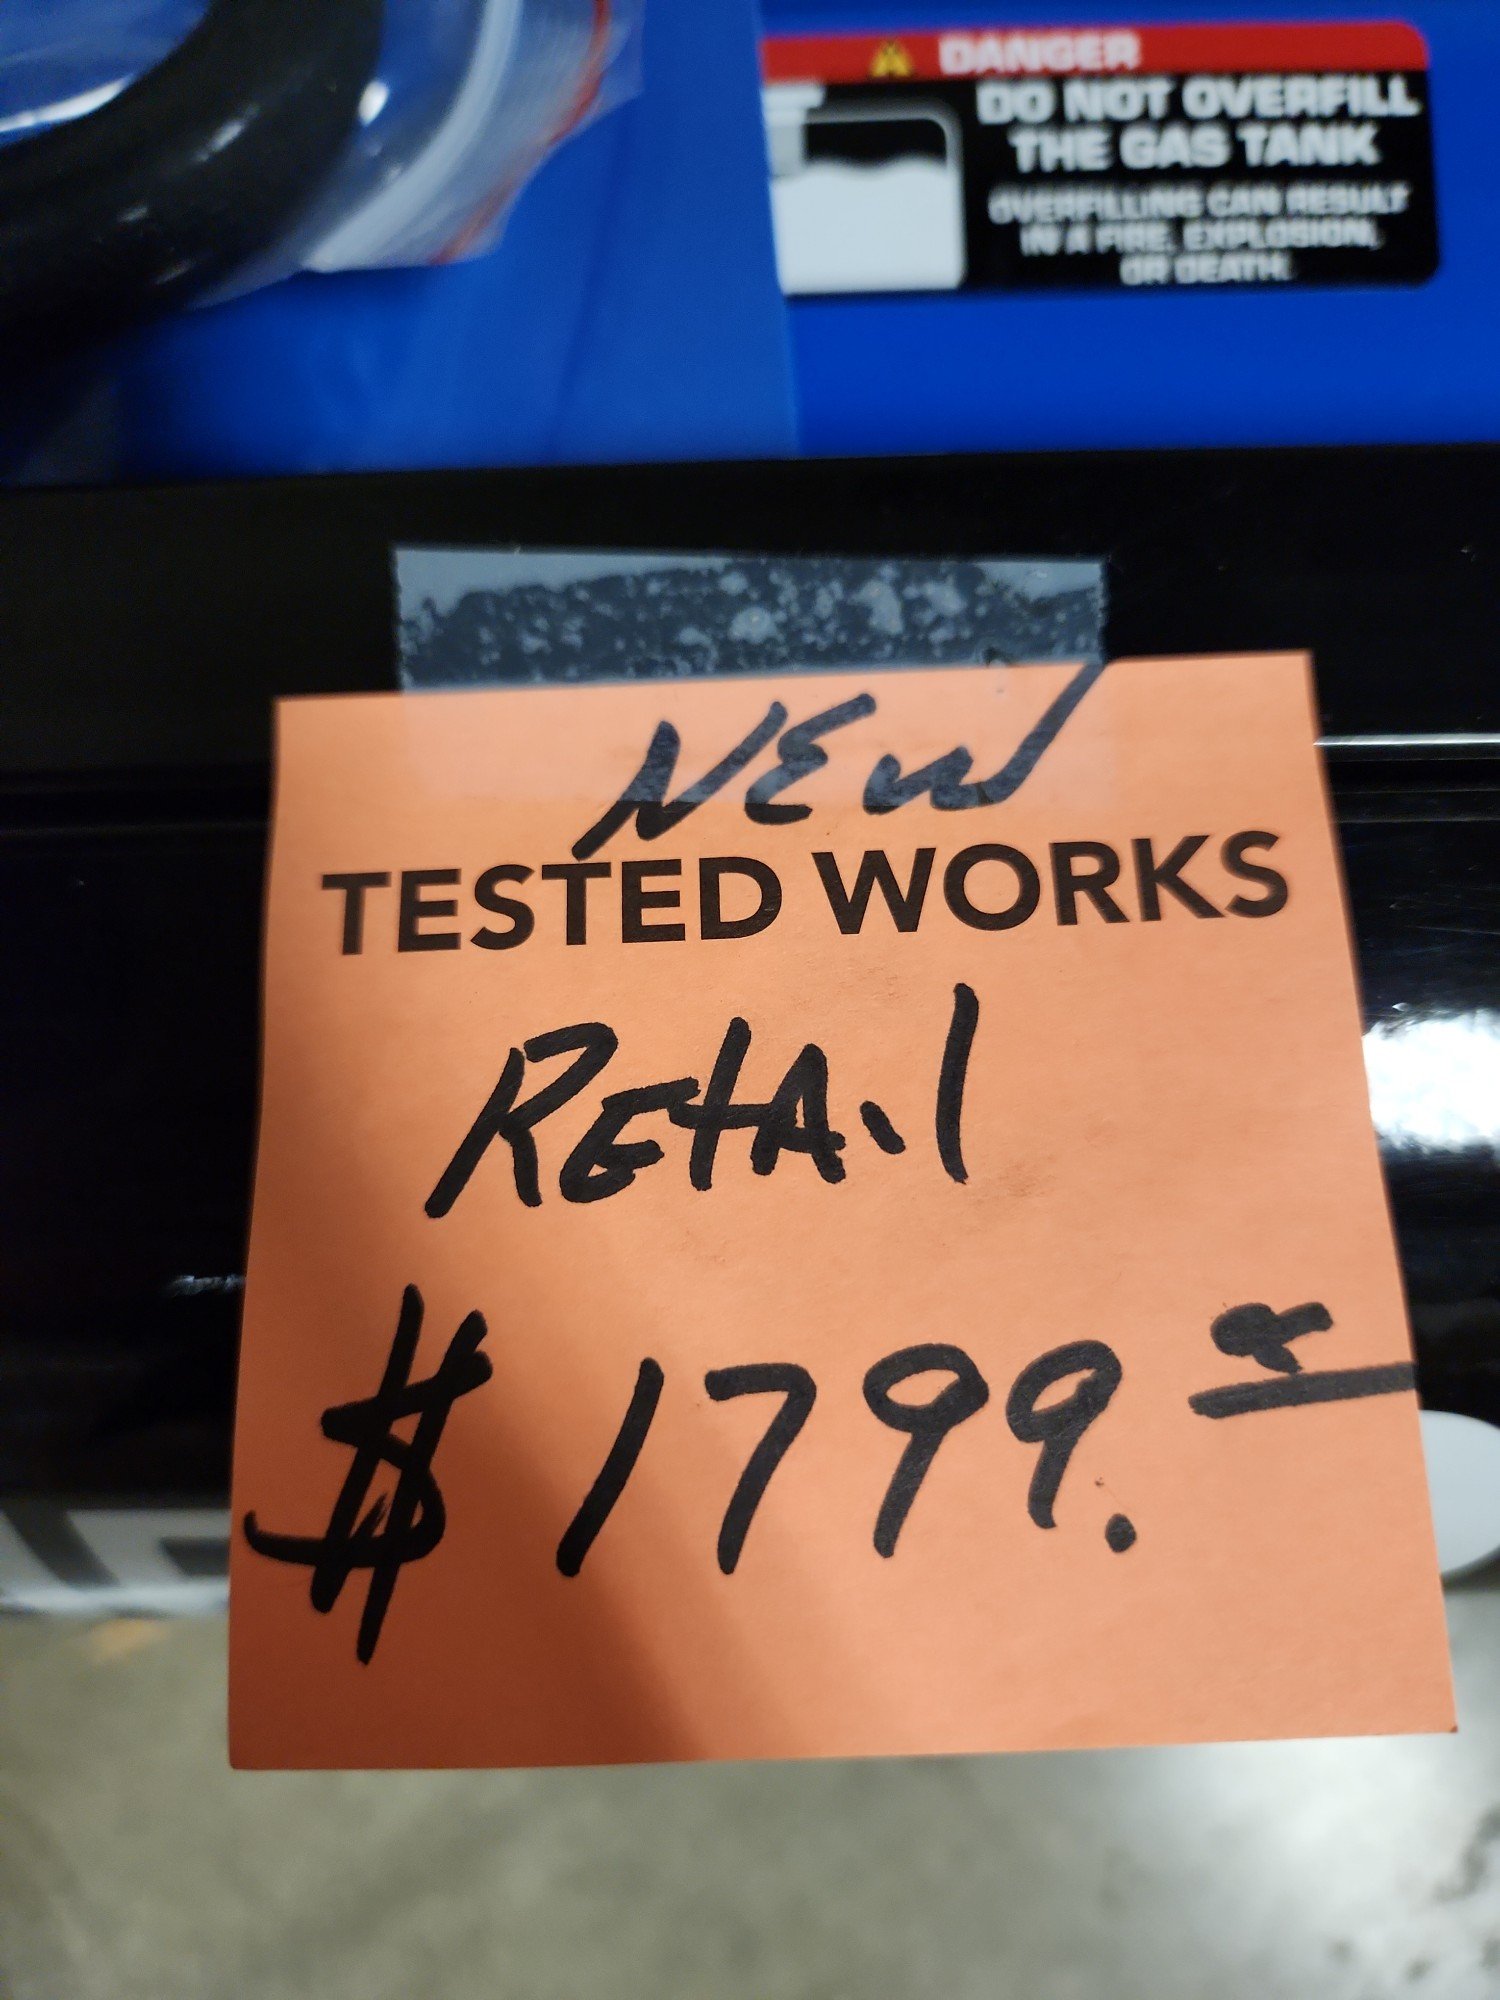 DANGER
DO NOT OVERFILL
THE GAS TANK
OVERFILLING CAN RESULT
IN A FIRE, EXPLOSION,
OR DEATH.
NEW
TESTED WORKS
RETAIL
$1799.